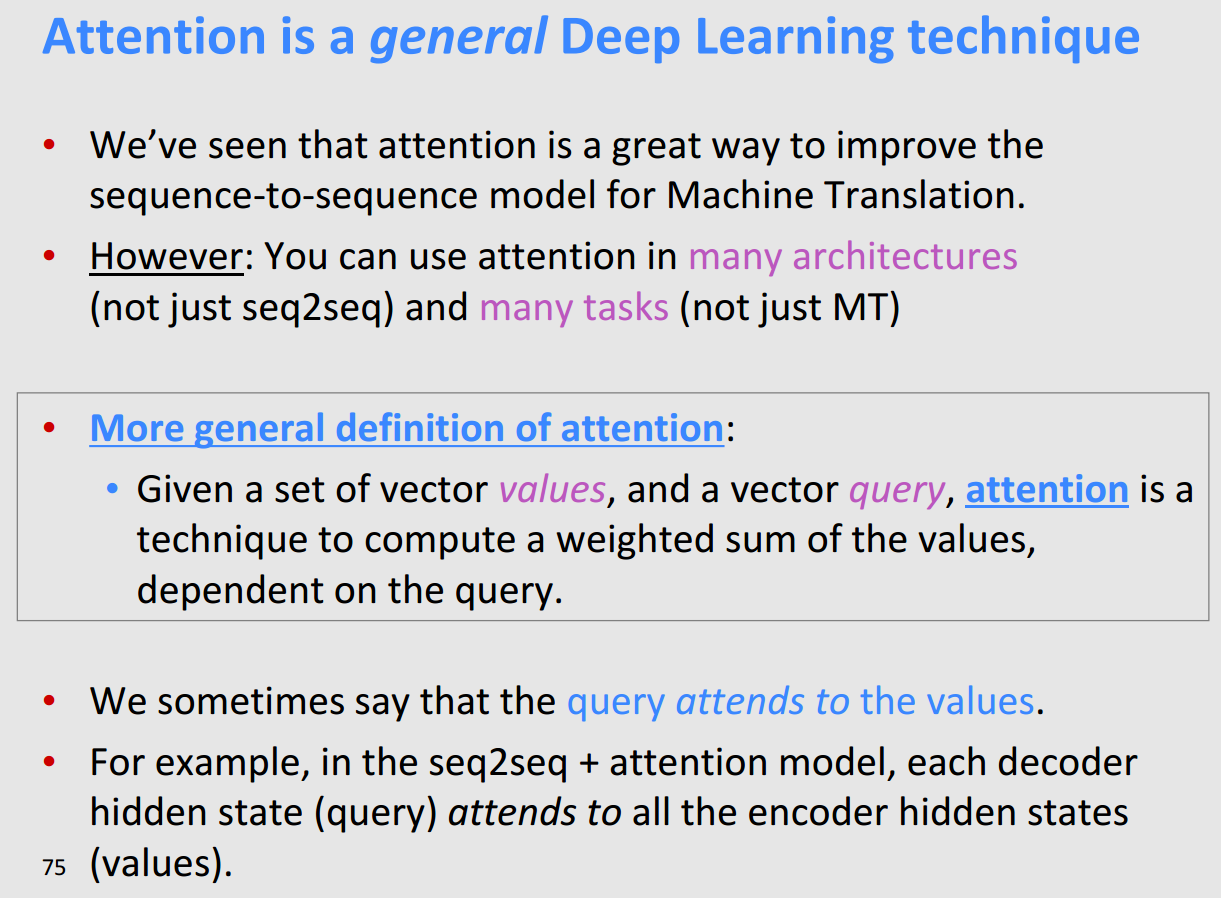 Attention is a general Deep Learning technique
• We’ve seen that attention is a great way to improve the
sequence-to-sequence model for Machine Translation.
• However: You can use attention in many architectures
(not just seq2seq) and many tasks (not just MT)
• More general definition of attention:
• Given a set of vector values, and a vector query, attention is a
technique to compute a weighted sum of the values,
dependent on the query.
• We sometimes say that the query attends to the values.
• For example, in the seq2seq + attention model, each decoder
hidden state (query) attends to all the encoder hidden states
(values).
75